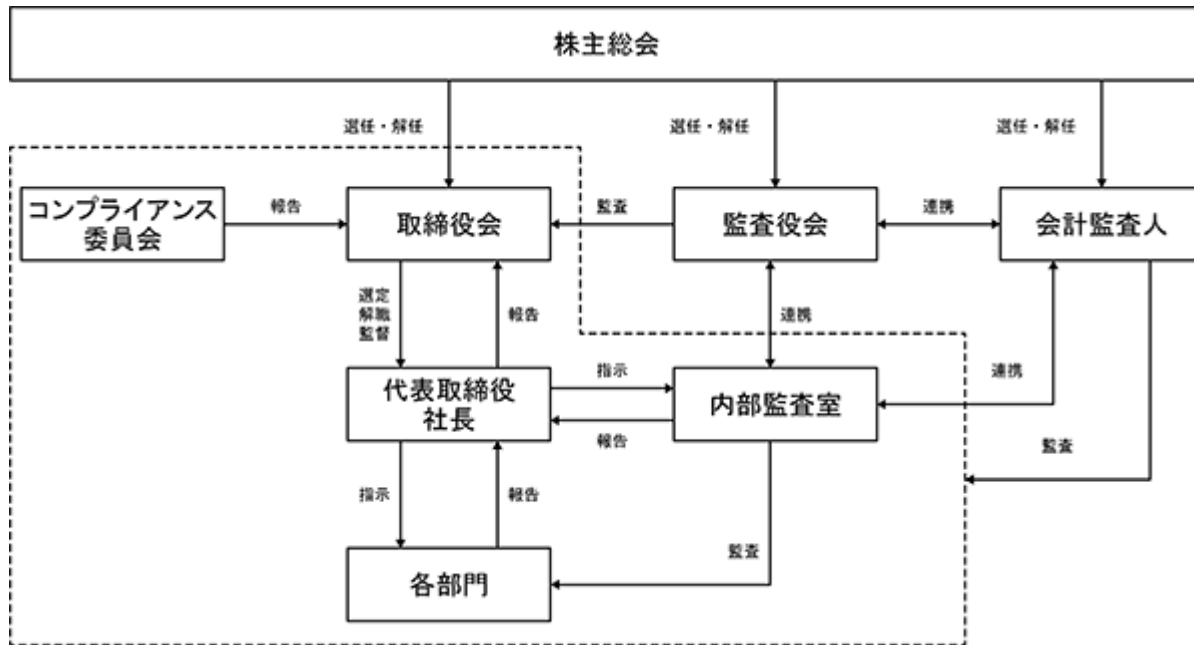 株主総会
選任・解任
選任・解任
選任・解任
コンプライアンス
委員会
報告
取締役会
監査
監査役会
連携
会計監査人
選定
解職
監督
報告
連携
代表取締役
社長
指示
報告
内部監査室
連携
監査
指示
報告
監査
各部門